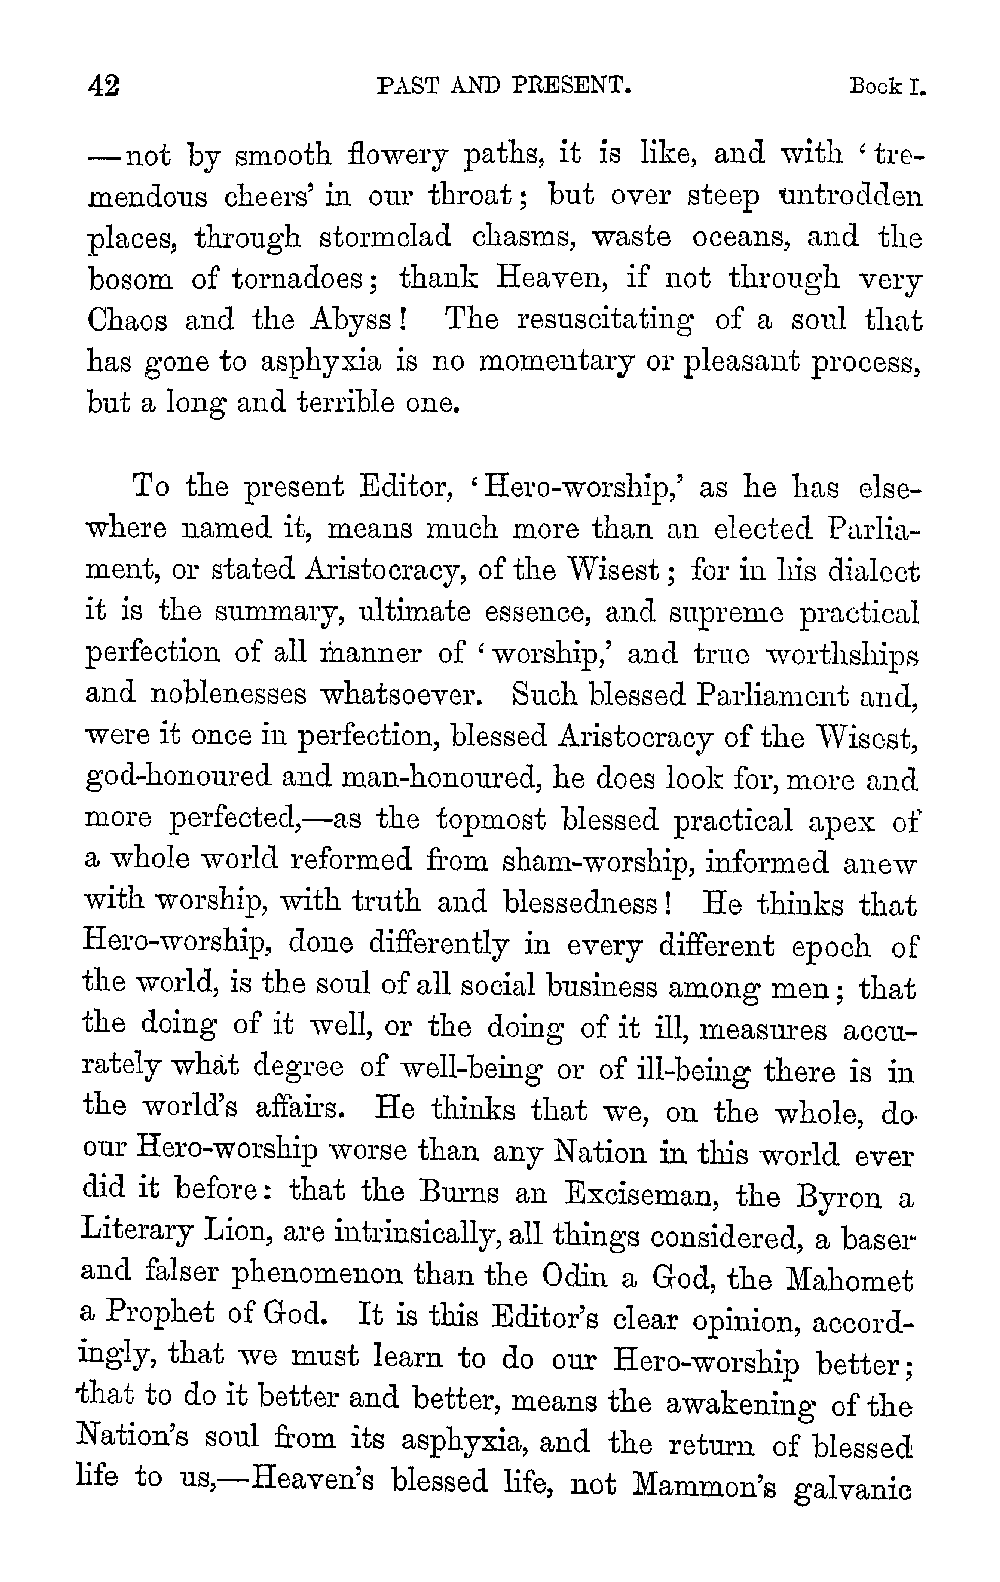 42 PAST AND PRESENT. Book I.
—not by smooth flowery paths, it is like, and with ‘tre-
mendous cheers’ in our throat; but over steep untrodden
places, through stormclad chasms, waste oceans, and the
bosom of tornadoes; thank Heaven, if not through very
Chaos and the Abyss! The resuscitating of a soul that
has gone to asphyxia is no momentary or pleasant process,
but a long and terrible one.
To the present Editor, ‘Hero-worship,’ as he has else-
where named it, means much more than an elected Parlia-
ment, or stated Aristocracy, of the Wisest; for in his dialect
it is the summary, ultimate essence, and supreme practical
perfection of all manner of ‘worship,’ and true worthships
and noblenesses whatsoever. Such blessed Parliament and,
were it once in perfection, blessed Aristocracy of the Wisest,
god-honoured and man-honoured, he does look for, more and
more perfected,—as the topmost blessed practical apex of
a whole world reformed from sham-worship, informed anew
with worship, with truth and blessedness! He thinks that
Hero-worship, done differently in every different epoch of
the world, is the soul of all social business among men; that
the doing of it well, or the doing of it ill, measures accu-
rately what degree of well-being or of ill-being there is in
the world’s affairs. He thinks that we, on the whole, do
our Hero-worship worse than any Nation in this world ever
did it before: that the Burns an Exciseman, the Byron a
Literary Lion, are intrinsically, all things considered, a baser
and falser phenomenon than the Odin a God, the Mahomet
a Prophet of God. It is this Editor’s clear opinion, accord-
ingly, that we must learn to do our Hero-worship better;
that to do it better and better, means the awakening of the
Nation’s soul from its asphyxia, and the return of blessed
life to us,—Heaven’s blessed life, not Mammon’s galvanic